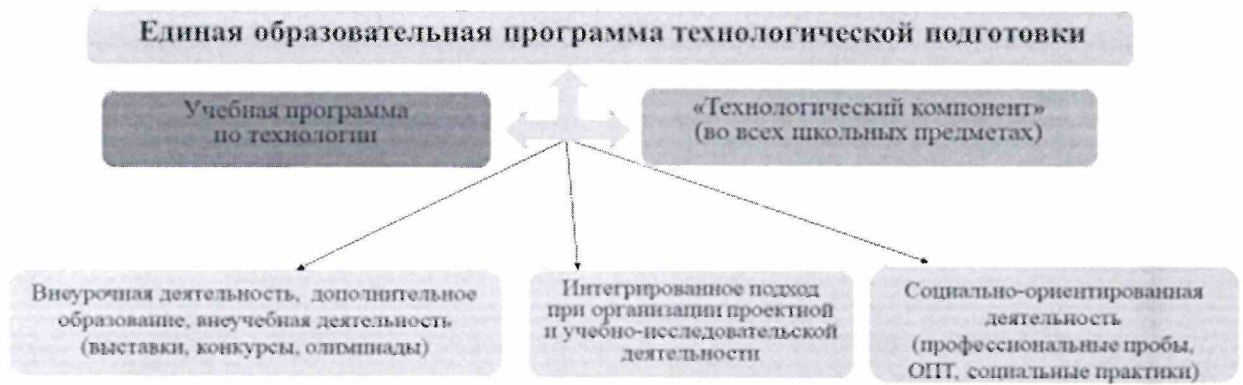 Единая образовательная программа технологической подготовки
Учебная программа
по технологии
«Технологический компонент»
(во всех школьных предметах)
Внеурочная деятельность, дополнительное
образование, внеучебная деятельность
(выставки, конкурсы, олимпиады)
Интегрированное подход
при организации проектной
и учебно-исследовательской
деятельности
Социально-ориентированная
деятельность
(профессиональные пробы,
ОПТ, социальные практики)